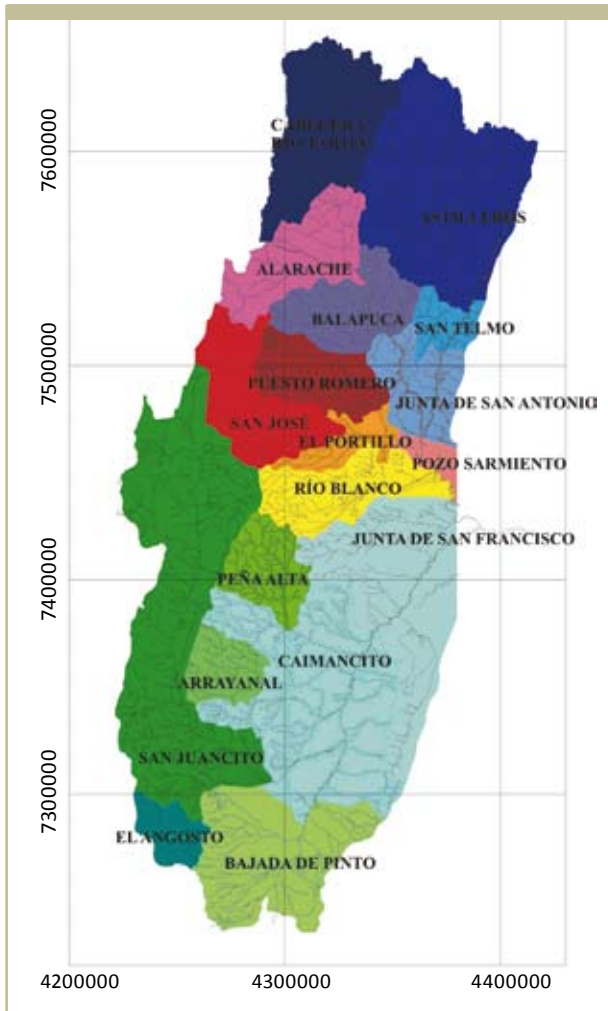 7600000
ASTILLEROS
ALARACHE
BALAPUCA
SAN TELMO
7500000
PUESTO ROMERO
JUNTA DE SAN ANTONIO
SAN JOSE
EL PORTILLO
POZO SARMIENTO
RÍO BLANCO
JUNTA DE SAN FRANCISCO
7400000
PEÑA ALTA
CAIMANCITO
ARRAYANAL
SAN JUANCITO
7300000
EL ANGOSTO
BAJADA DE PINTO
4200000
4300000
4400000